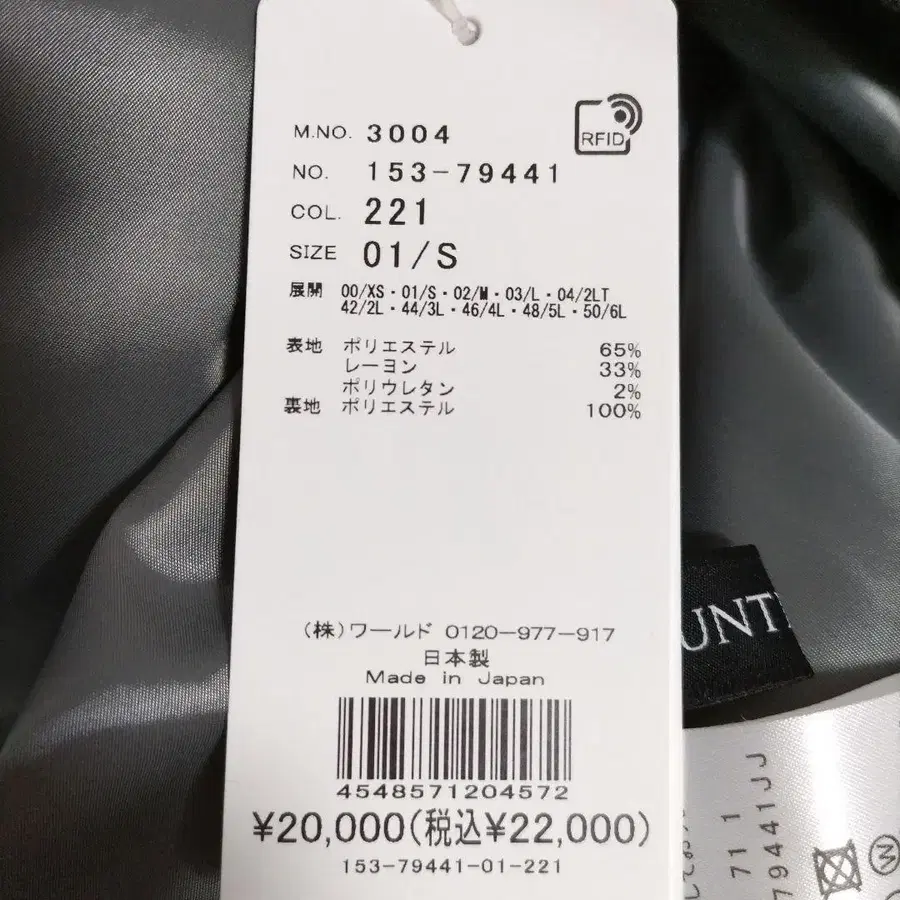 RFID
M.NO. 3004
NO. 153-79441
COL. 221
SIZE 01/S
展開 00/XS・01/S・02/M・03/L・04/2LT
42/2L・44/3L・46/4L・48/5L・50/6L
表地 ポリエステル 65%
レーヨン 33%
ポリウレタン 2%
裏地 ポリエステル 100%
(株)ワールド 0120-977-917
日本製
Made in Japan
4548571204572
¥20,000(税込¥22,000)
153-79441-01-221
UNT
71 1
79441JJ
W